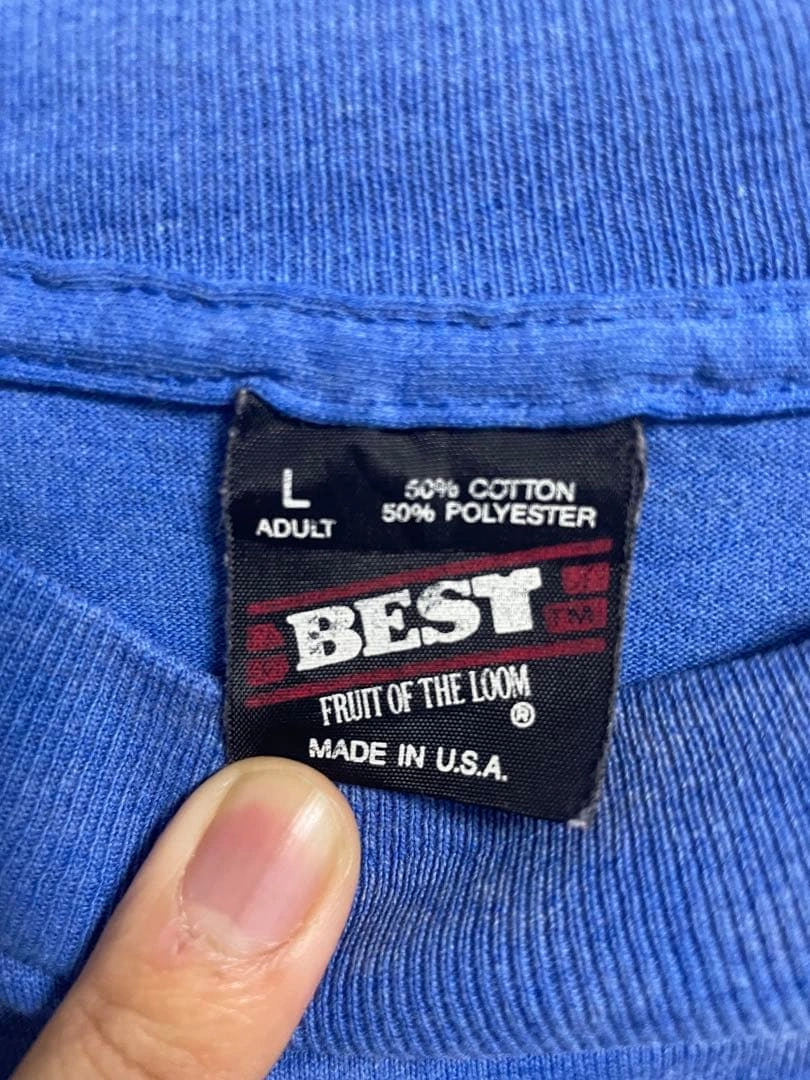 L
ADULT
50% COTTON
50% POLYESTER
BEST
TM
FRUIT OF THE LOOM
®
MADE IN U.S.A.